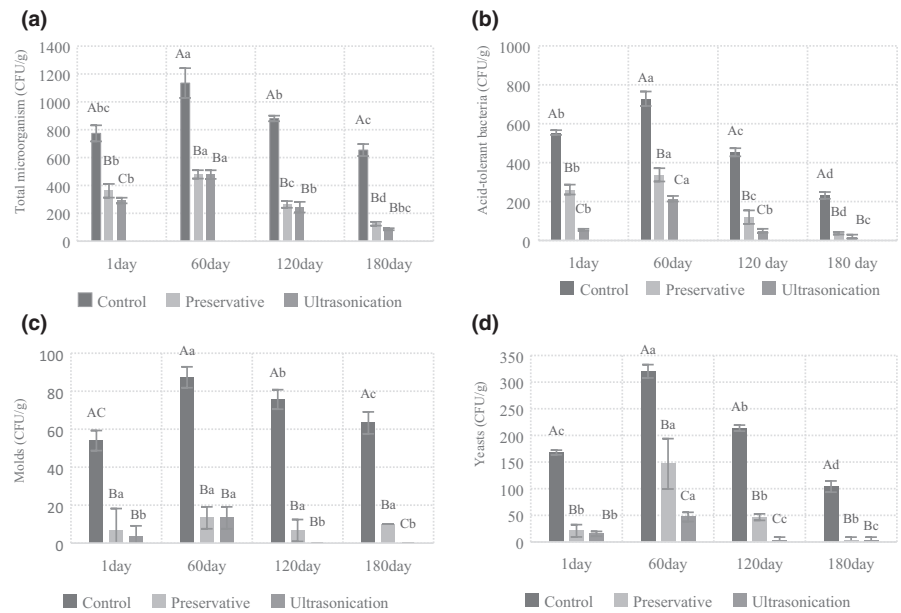 (a)
Total microorganism (CFU/g)
1400
1200
1000
800
600
400
200
0
Abc
Bb
Cb
Aa
Ba
Ba
Ab
Bc
Bb
Ac
Bd
Bbc
1day 60day 120day 180day
Control Preservative Ultrasonication
(b)
Acid-tolerant bacteria (CFU/g)
1000
800
600
400
200
0
Ab
Bb
Cb
Aa
Ba
Ca
Ac
Bc
Cb
Ad
Bd
Bc
1day 60day 120 day 180 day
Control Preservative Ultrasonication
(c)
Molds (CFU/g)
100
80
60
40
20
0
AC
Ba
Bb
Aa
Ba
Ba
Ab
Ba
Bb
Ac
Ba
Cb
1day 60day 120day 180day
Control Preservative Ultrasonication
(d)
Yeasts (CFU/g)
350
300
250
200
150
100
50
0
Ac
Bb
Bb
Aa
Ba
Ca
Ab
Bb
Cc
Ad
Bb
Bc
1day 60day 120day 180day
Control Preservative Ultrasonication